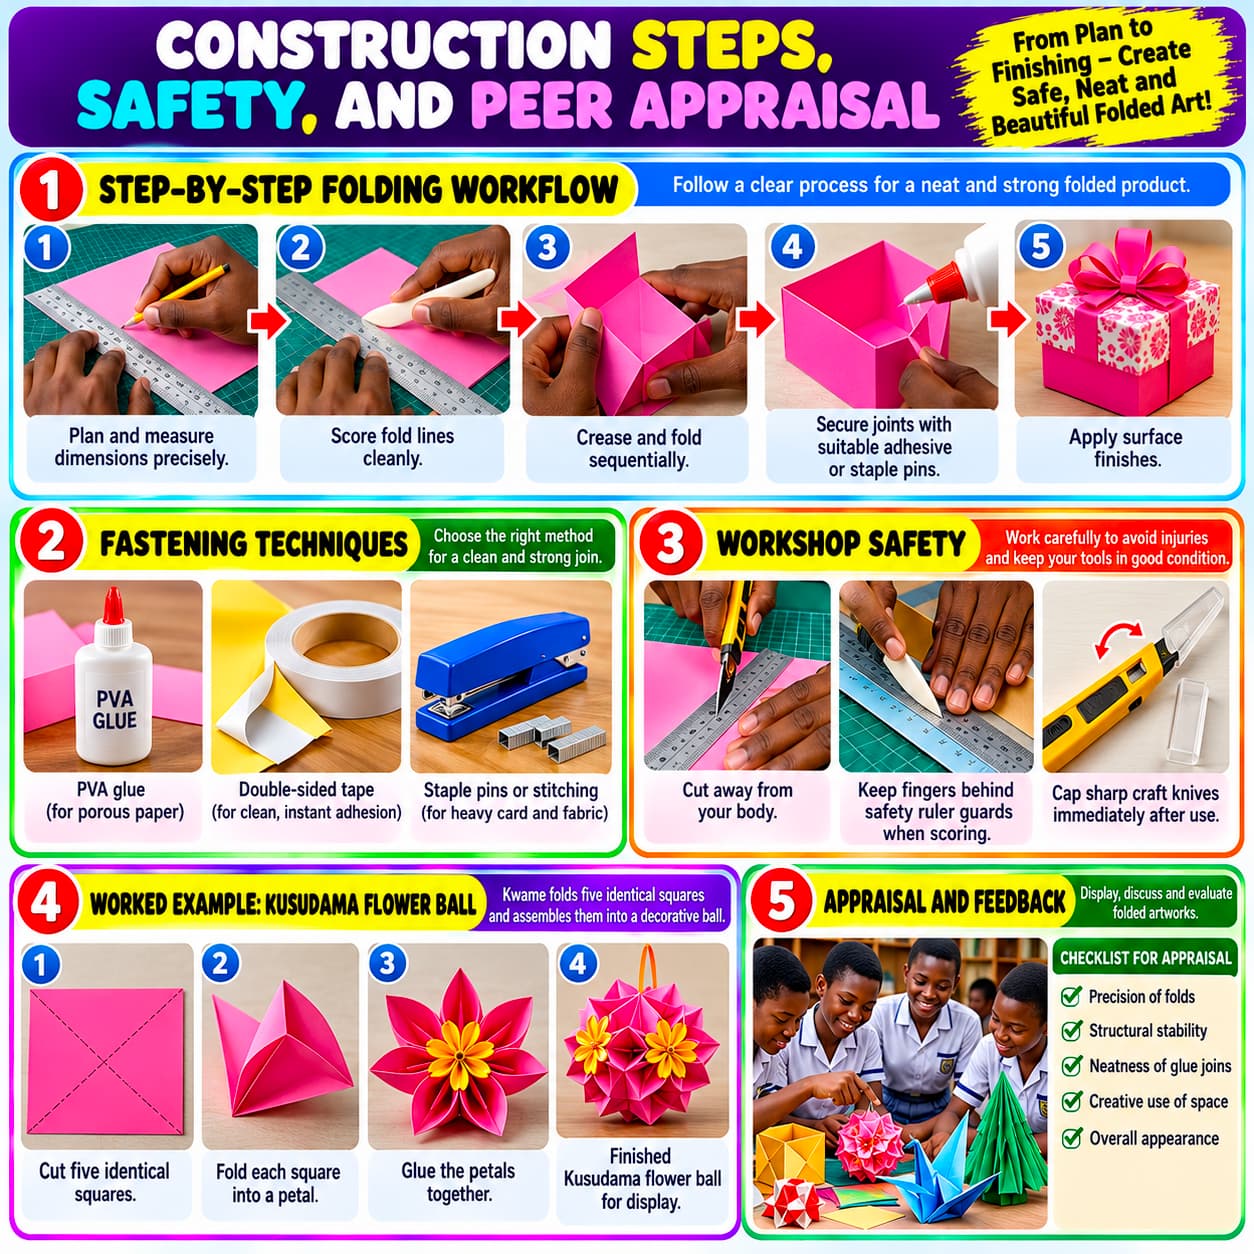 CONSTRUCTION STEPS,
SAFETY, AND PEER APPRAISAL
From Plan to
Finishing – Create
Safe, Neat and
Beautiful Folded Art!
1 STEP-BY-STEP FOLDING WORKFLOW
Follow a clear process for a neat and strong folded product.
1
Plan and measure
dimensions precisely.
2
Score fold lines
cleanly.
3
Crease and fold
sequentially.
4
Secure joints with
suitable adhesive
or staple pins.
5
Apply surface
finishes.
2 FASTENING TECHNIQUES
Choose the right method
for a clean and strong join.
PVA
GLUE
PVA glue
(for porous paper)
Double-sided tape
(for clean, instant adhesion)
Staple pins or stitching
(for heavy card and fabric)
3 WORKSHOP SAFETY
Work carefully to avoid injuries
and keep your tools in good condition.
Cut away from
your body.
Keep fingers behind
safety ruler guards
when scoring.
Cap sharp craft knives
immediately after use.
4 WORKED EXAMPLE: KUSUDAMA FLOWER BALL
Kwame folds five identical squares
and assembles them into a decorative ball.
1
Cut five identical
squares.
2
Fold each square
into a petal.
3
Glue the petals
together.
4
Finished
Kusudama flower ball
for display.
5 APPRAISAL AND FEEDBACK
Display, discuss and evaluate
folded artworks.
CHECKLIST FOR APPRAISAL
Precision of folds
Structural stability
Neatness of glue joins
Creative use of space
Overall appearance